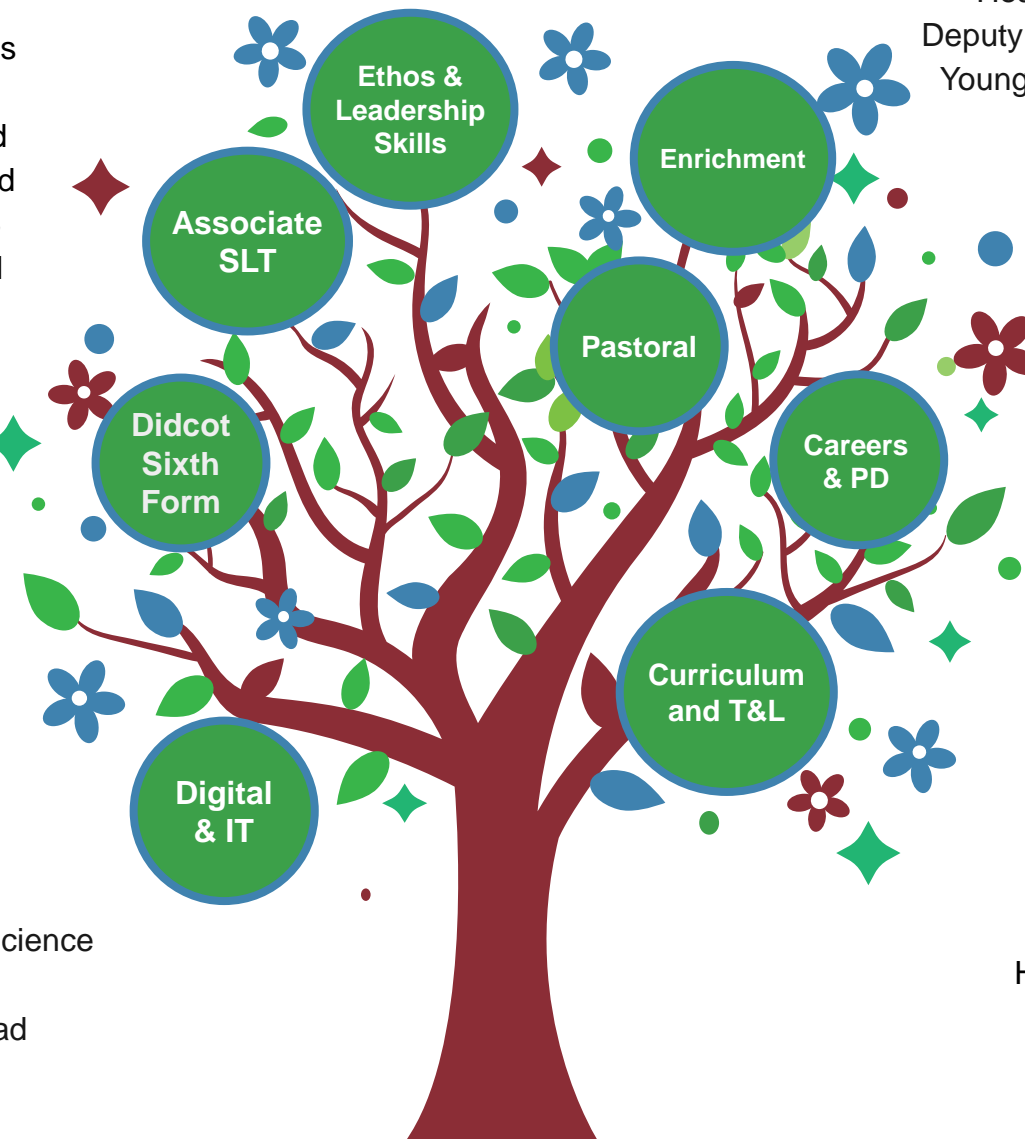 Deputy
Young
Ethos &
Leadership
Skills
Enrichment
Associate
SLT
Pastoral
Didcot
Sixth
Form
Careers
& PD
Curriculum
and T&L
Digital
& IT
cience
ad
H